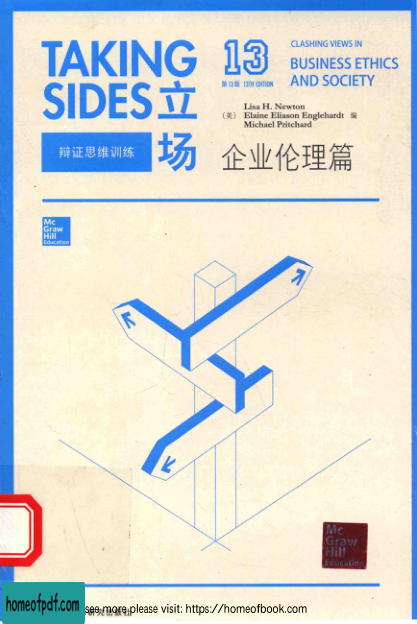 TAKING
SIDES 立
场
辩证思维训练
13
第13版 13TH EDITION
CLASHING VIEWS IN
BUSINESS ETHICS
AND SOCIETY
Lisa H. Newton
（美） Elaine Eliason Englehardt 编
Michael Pritchard
企业伦理篇
Mc
Graw
Hill
Education
Mc
Graw
Hill
Education
homeofpdf.com
see more please visit: https://homeofbook.com